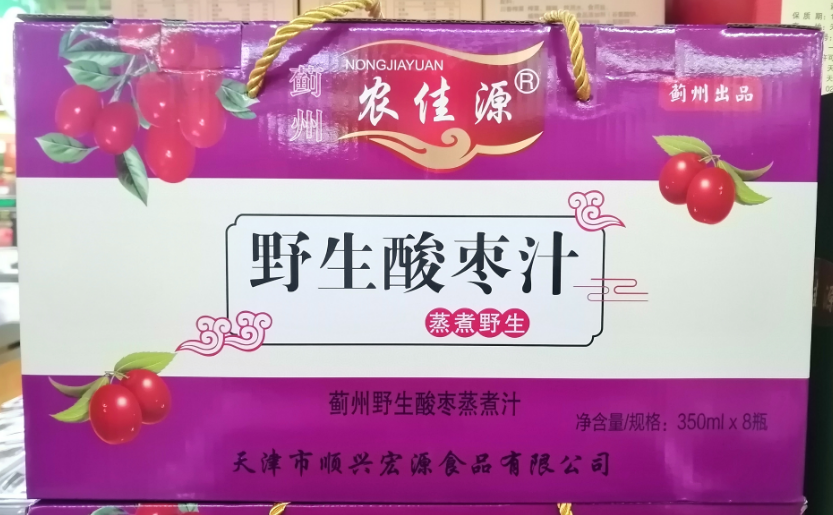 NONGJIAYUAN
蓟州
农佳源®
蓟州出品
野生酸枣汁
蒸煮野生
蓟州野生酸枣蒸煮汁
净含量/规格：350ml x 8瓶
天津市顺兴宏源食品有限公司